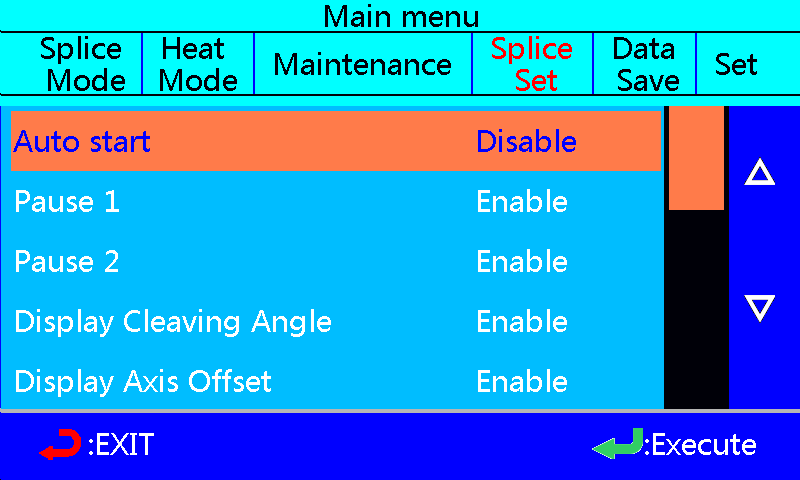 Main menu
Splice Mode Heat Mode Maintenance Splice Set Data Save Set
Auto start Disable
Pause 1 Enable
Pause 2 Enable
Display Cleaving Angle Enable
Display Axis Offset Enable
:EXIT :Execute